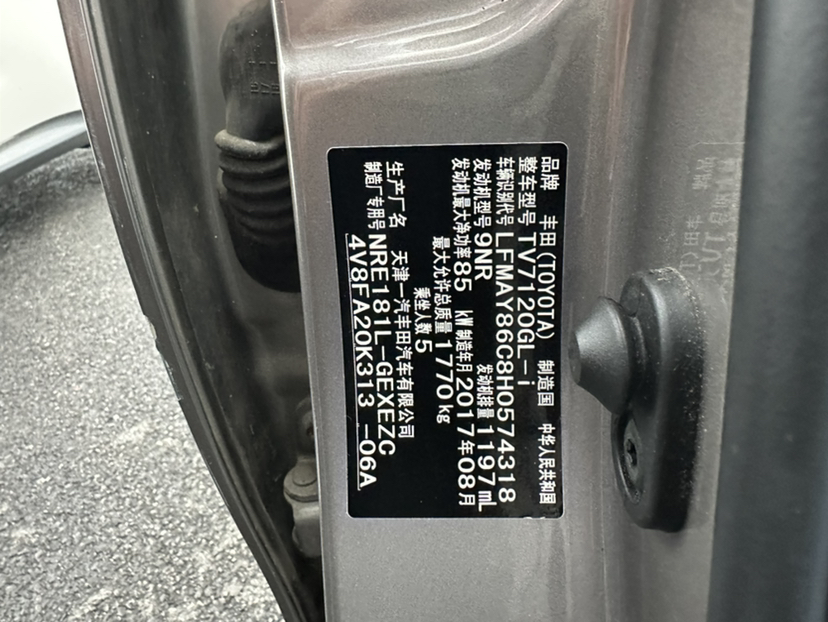 品牌 丰田(TOYOTA) 制造国 中华人民共和国
整车型号 TV7120GL-i
车辆识别代号 LFMAY86C8H0574318
发动机型号 9NR 发动机排量 1197mL
发动机最大净功率 85 kW 制造年月 2017年08月
最大允许总质量 1770kg
乘坐人数 5
生产厂名 天津一汽丰田汽车有限公司
制造厂专用号 NRE181L-GEXEZC
4V8FA20K313 -06A